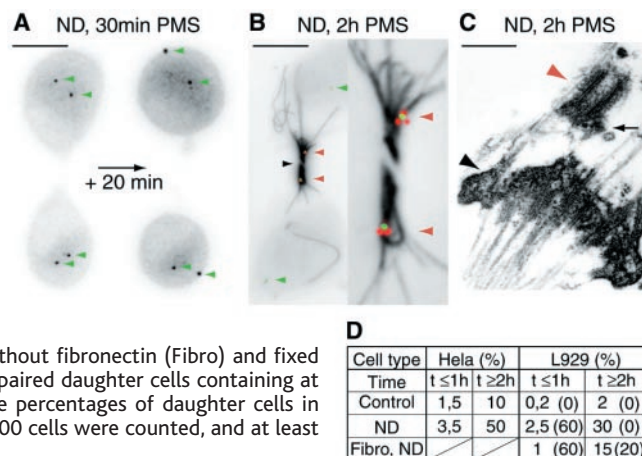 A ND, 30min PMS
B ND, 2h PMS
C ND, 2h PMS
+ 20 min
ithout fibronectin (Fibro) and fixed
paired daughter cells containing at
e percentages of daughter cells in
00 cells were counted, and at least
D
Cell type Hela (%) L929 (%)
Time t ≤1h t ≥2h t ≤1h t ≥2h
Control 1,5 10 0,2 (0) 2 (0)
ND 3,5 50 2,5 (60) 30 (0)
Fibro, ND 1 (60) 15(20)